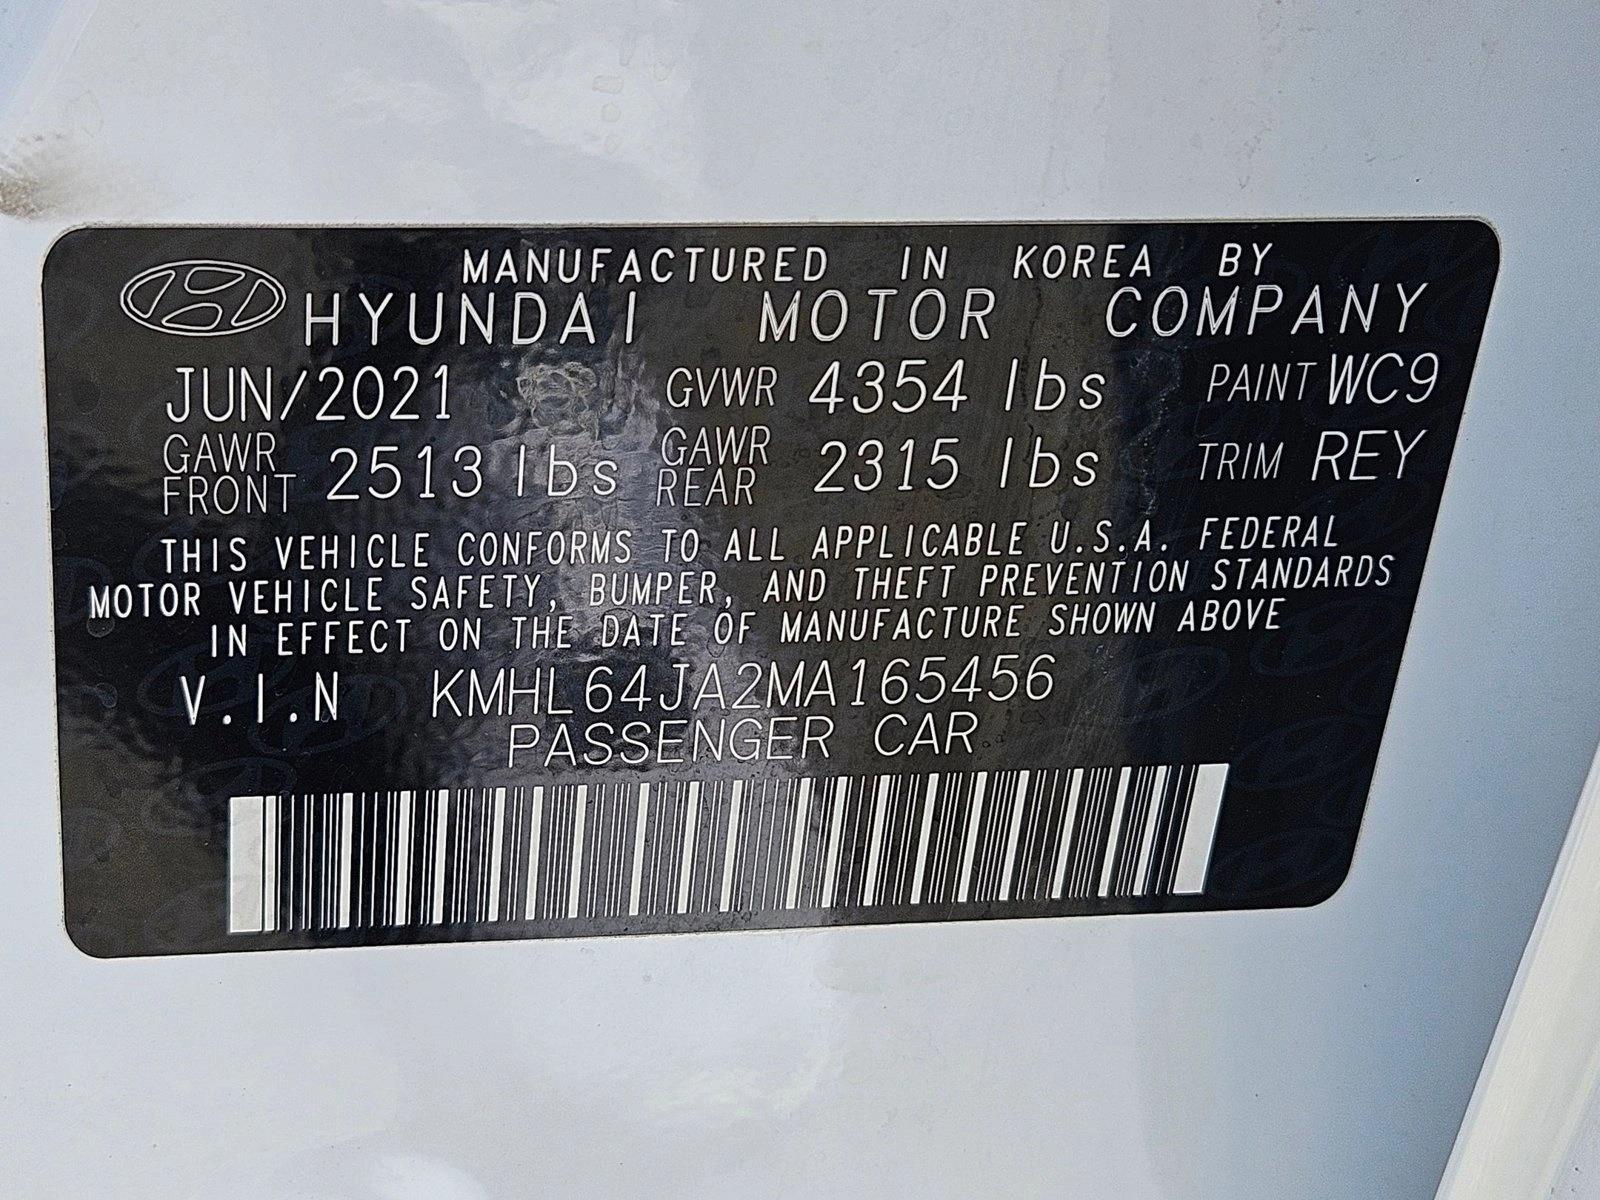 MANUFACTURED IN KOREA BY
HYUNDAI MOTOR COMPANY
JUN/2021 GVWR 4354 lbs PAINT WC9
GAWR FRONT 2513 lbs GAWR REAR 2315 lbs TRIM REY
THIS VEHICLE CONFORMS TO ALL APPLICABLE U.S.A. FEDERAL
MOTOR VEHICLE SAFETY, BUMPER, AND THEFT PREVENTION STANDARDS
IN EFFECT ON THE DATE OF MANUFACTURE SHOWN ABOVE
V.I.N KMHL64JA2MA165456
PASSENGER CAR